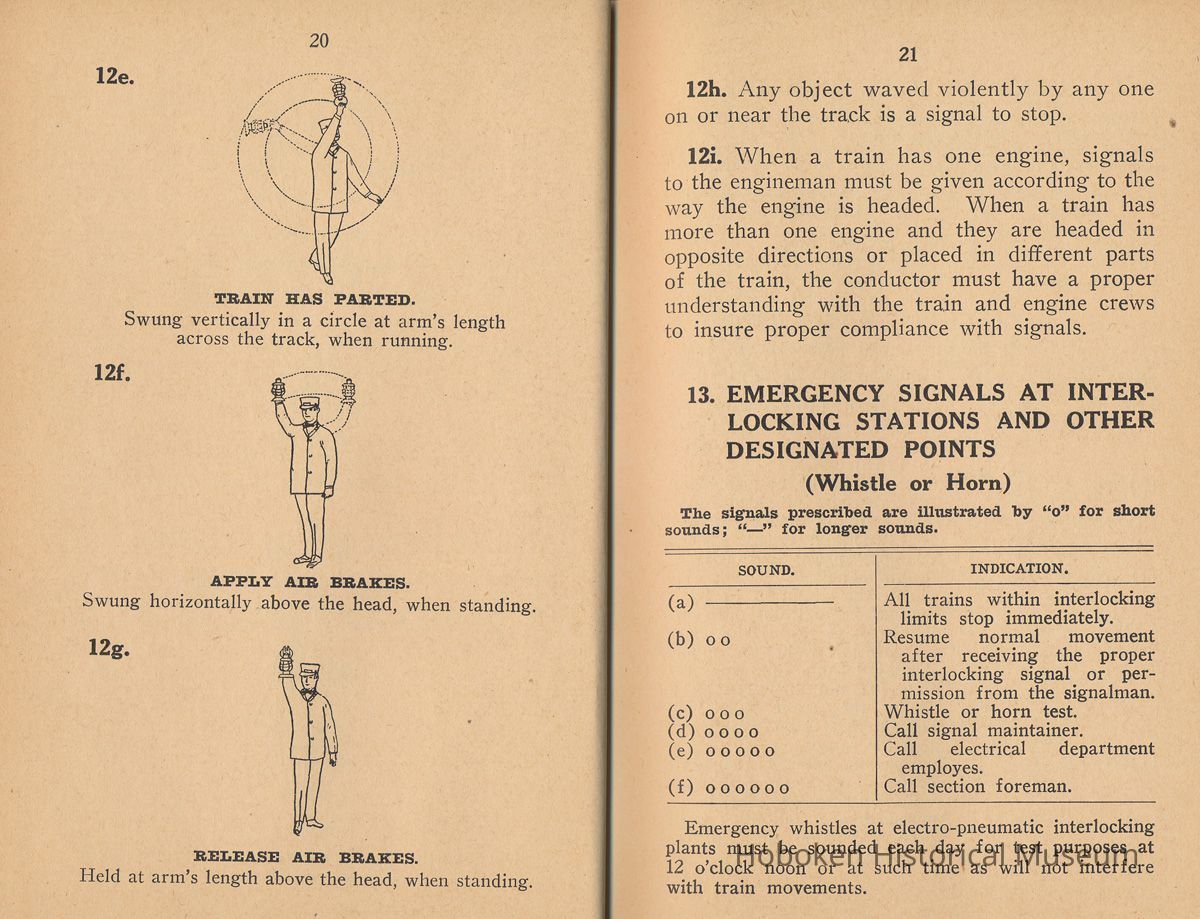 20
12e.
TRAIN HAS PARTED.
Swung vertically in a circle at arm's length
across the track, when running.
12f.
APPLY AIR BRAKES.
Swung horizontally above the head, when standing.
12g.
RELEASE AIR BRAKES.
Held at arm's length above the head, when standing.
21
12h. Any object waved violently by any one
on or near the track is a signal to stop.
12i. When a train has one engine, signals
to the engineman must be given according to the
way the engine is headed. When a train has
more than one engine and they are headed in
opposite directions or placed in different parts
of the train, the conductor must have a proper
understanding with the train and engine crews
to insure proper compliance with signals.
13. EMERGENCY SIGNALS AT INTER-
LOCKING STATIONS AND OTHER
DESIGNATED POINTS
(Whistle or Horn)
The signals prescribed are illustrated by "o" for short
sounds; "—" for longer sounds.
SOUND. INDICATION.
(a) ———— All trains within interlocking
limits stop immediately.
(b) o o Resume normal movement
after receiving the proper
interlocking signal or per-
mission from the signalman.
(c) o o o Whistle or horn test.
(d) o o o o Call signal maintainer.
(e) o o o o o Call electrical department
employes.
(f) o o o o o o Call section foreman.
Emergency whistles at electro-pneumatic interlocking
plants must be sounded each day for test purposes at
12 o'clock noon or at such time as will not interfere
with train movements.
Hoboken Historical Museum